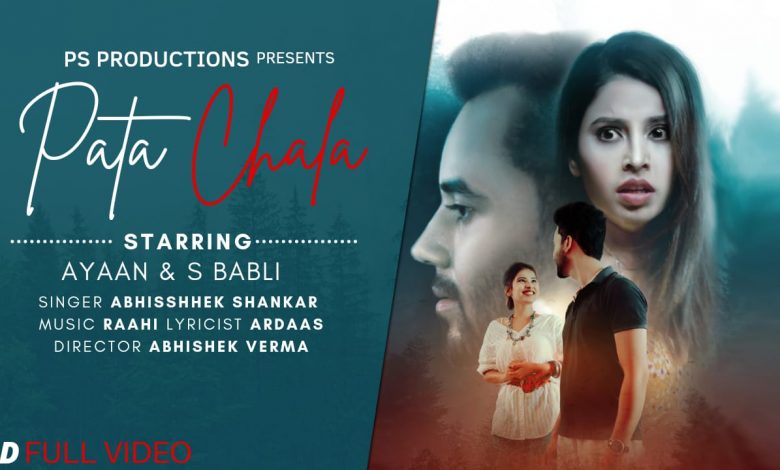 PS PRODUCTIONS PRESENTS
Pata Chala
STARRING
AYAAN & S BABLI
SINGER ABHISSHHEK SHANKAR
MUSIC RAAHI LYRICIST ARDAAS
DIRECTOR ABHISHEK VERMA
D FULL VIDEO